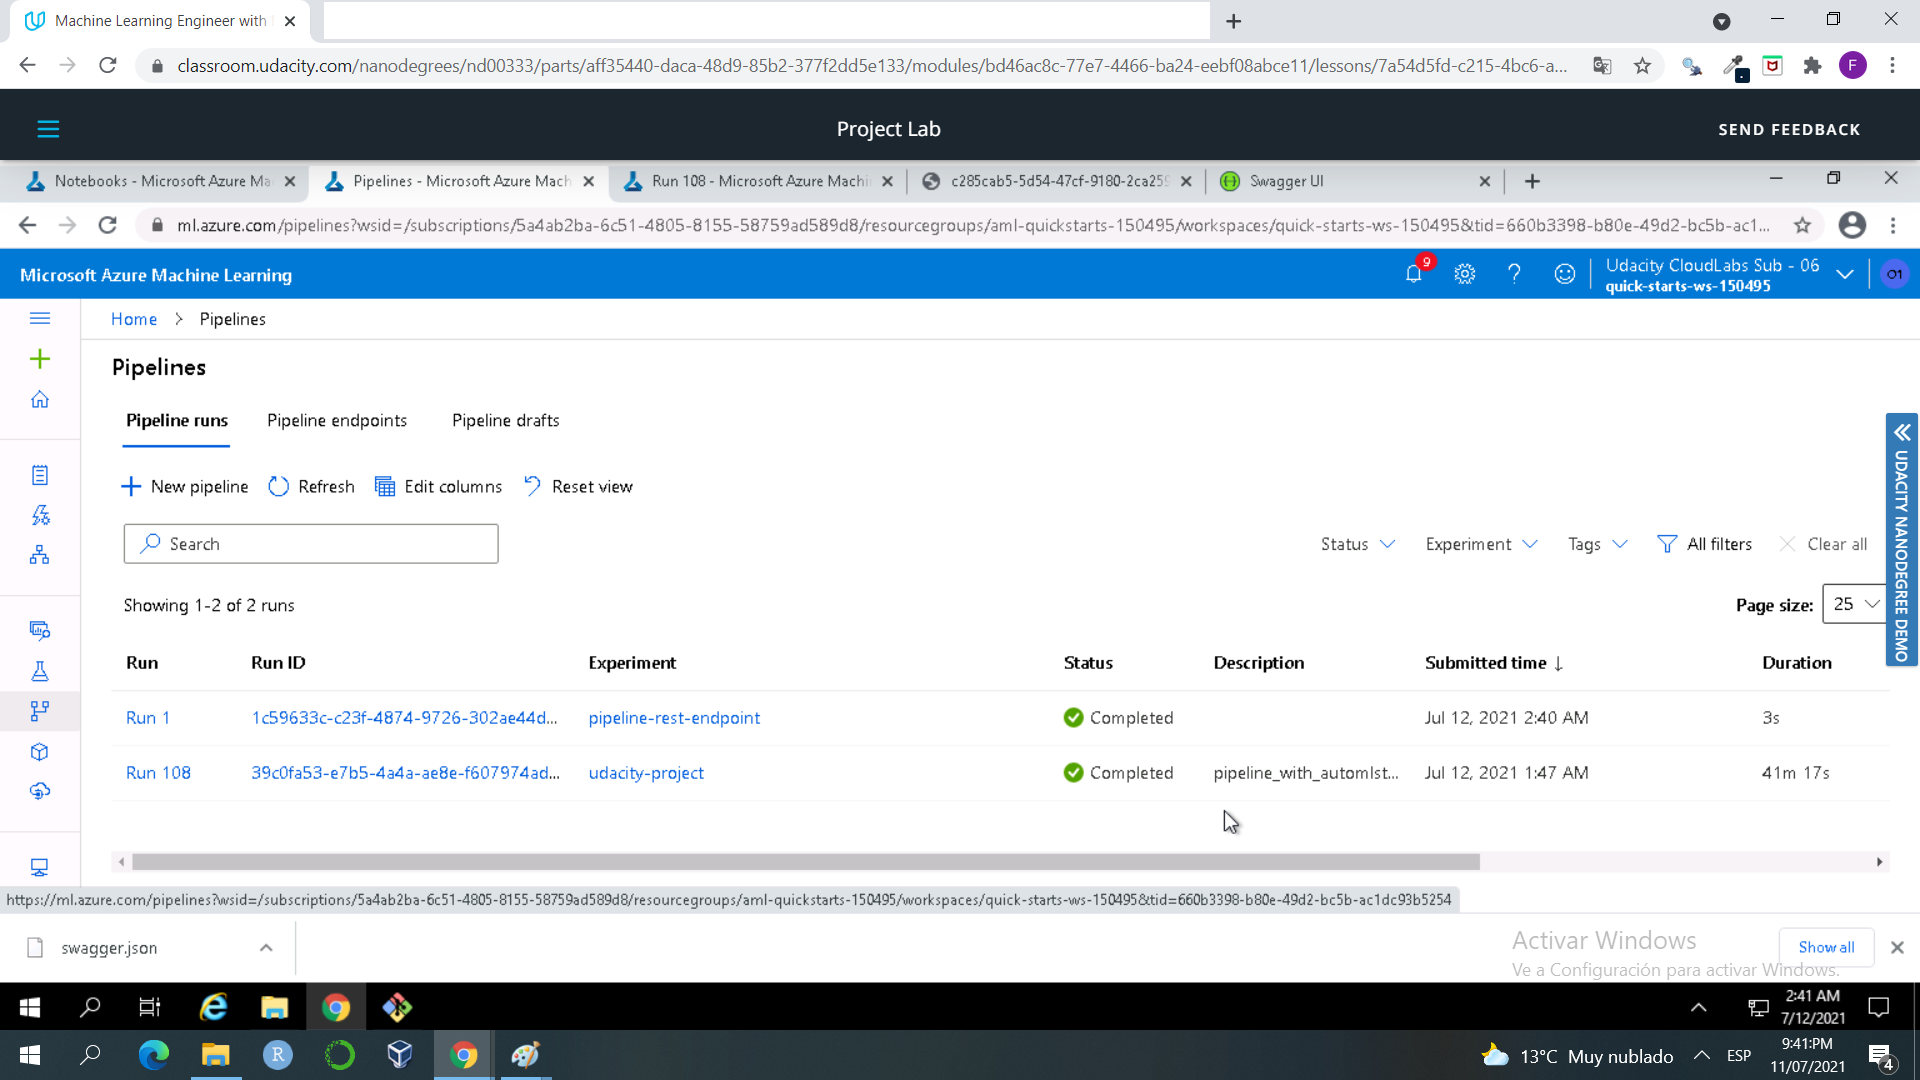 Machine Learning Engineer with
classroom.udacity.com/nanodegrees/nd00333/parts/aff35440-daca-48d9-85b2-377f2dd5e133/modules/bd46ac8c-77e7-4466-ba24-eebf08abce11/lessons/7a54d5fd-c215-4bc6-a...
F
Project Lab
SEND FEEDBACK
Notebooks - Microsoft Azure Ma
Pipelines - Microsoft Azure Mach
Run 108 - Microsoft Azure Machi
c285cab5-5d54-47cf-9180-2ca259
Swagger UI
ml.azure.com/pipelines?wsid=/subscriptions/5a4ab2ba-6c51-4805-8155-58759ad589d8/resourcegroups/aml-quickstarts-150495/workspaces/quick-starts-ws-150495&tid=660b3398-b80e-49d2-bc5b-ac1...
Microsoft Azure Machine Learning
9
Udacity CloudLabs Sub - 06
quick-starts-ws-150495
O1
Home > Pipelines
Pipelines
Pipeline runs
Pipeline endpoints
Pipeline drafts
New pipeline
Refresh
Edit columns
Reset view
Search
Status
Experiment
Tags
All filters
Clear all
UDACITY NANODEGREE DEMO
Showing 1-2 of 2 runs
Page size: 25
Run Run ID Experiment Status Description Submitted time ↓ Duration
Run 1 1c59633c-c23f-4874-9726-302ae44d... pipeline-rest-endpoint Completed Jul 12, 2021 2:40 AM 3s
Run 108 39c0fa53-e7b5-4a4a-ae8e-f607974ad... udacity-project Completed pipeline_with_automlst... Jul 12, 2021 1:47 AM 41m 17s
https://ml.azure.com/pipelines?wsid=/subscriptions/5a4ab2ba-6c51-4805-8155-58759ad589d8/resourcegroups/aml-quickstarts-150495/workspaces/quick-starts-ws-150495&tid=660b3398-b80e-49d2-bc5b-ac1dc93b5254
swagger.json
Activar Windows
Ve a Configuración para activar Windows.
Show all
2:41 AM
7/12/2021
R
13°C Muy nublado
ESP
9:41:PM
11/07/2021
4